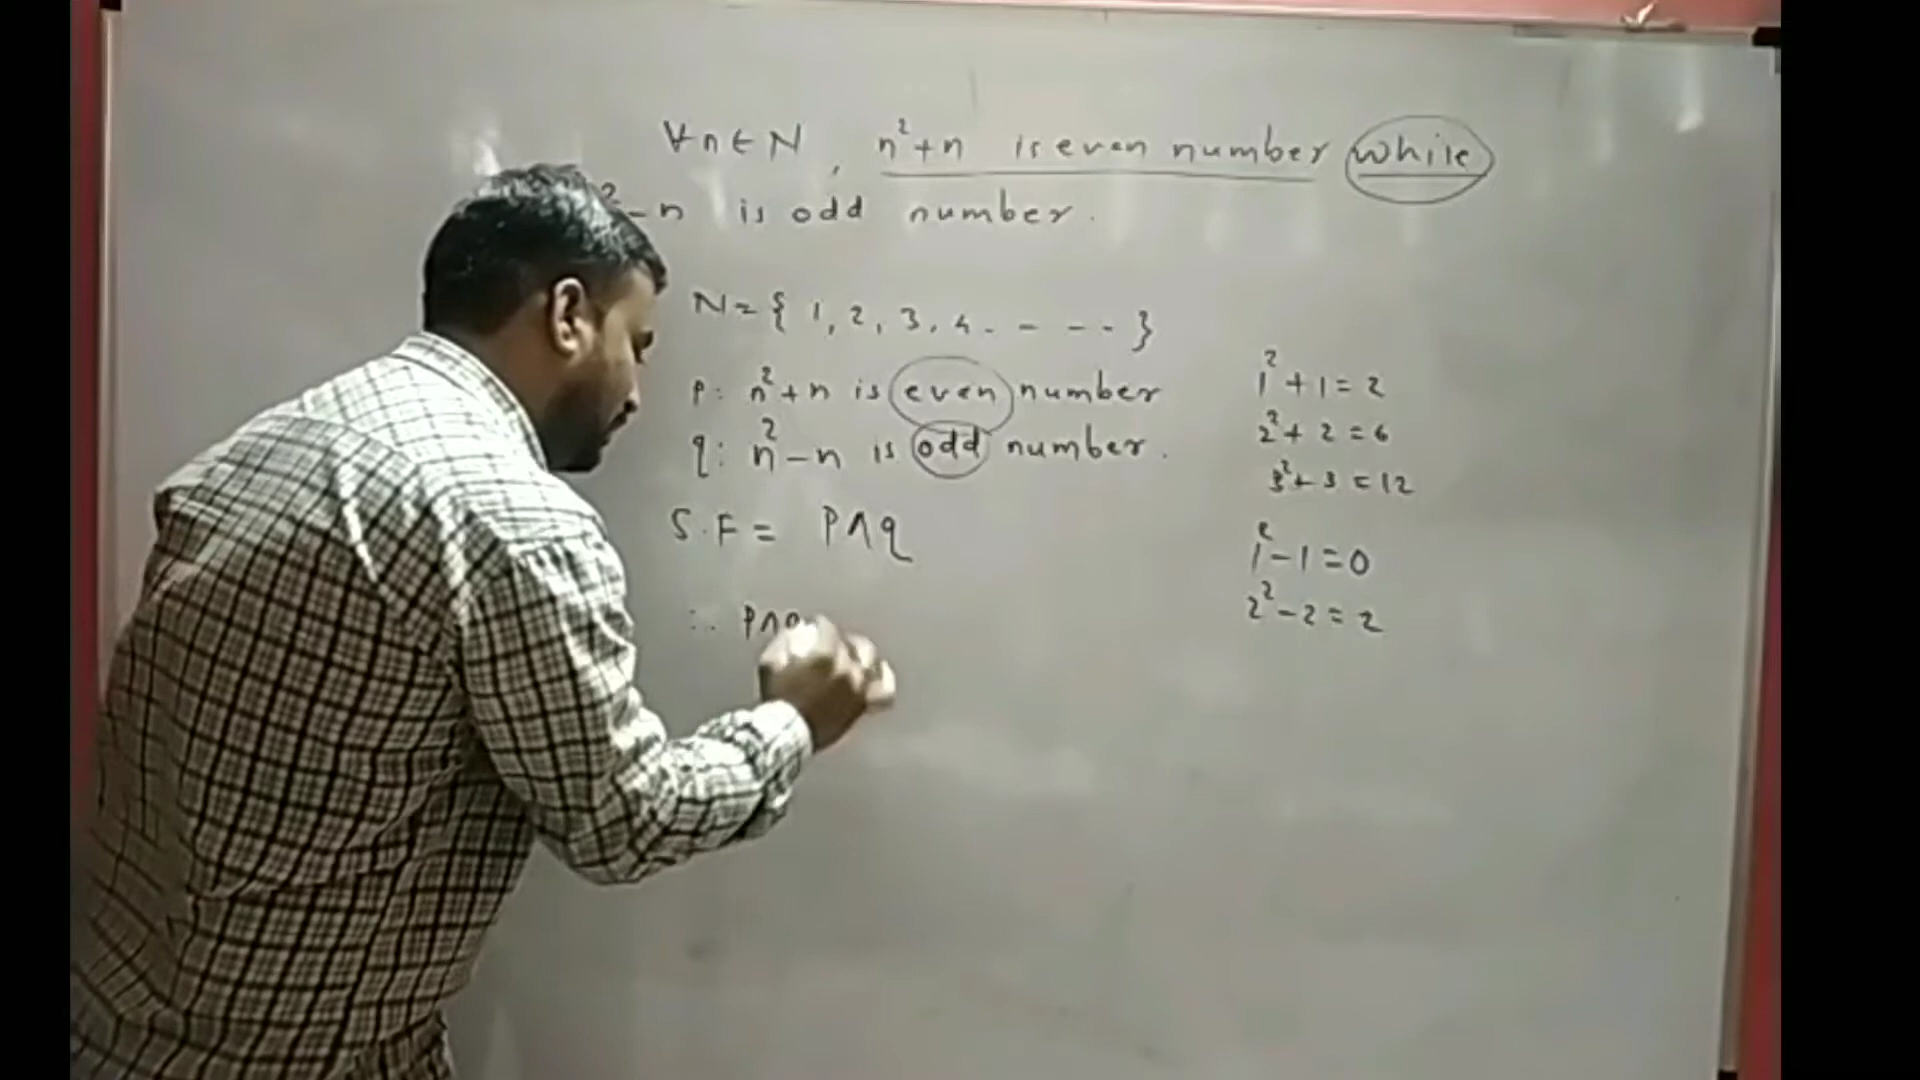 ∀n∈N, n²+n is even number while
²-n is odd number.
N={1,2,3,4.----}
P: n²+n is even number
q: n²-n is odd number.
S.F= P∧q
∴ P∧q
1²+1=2
2²+2=6
3²+3=12
1²-1=0
2²-2=2